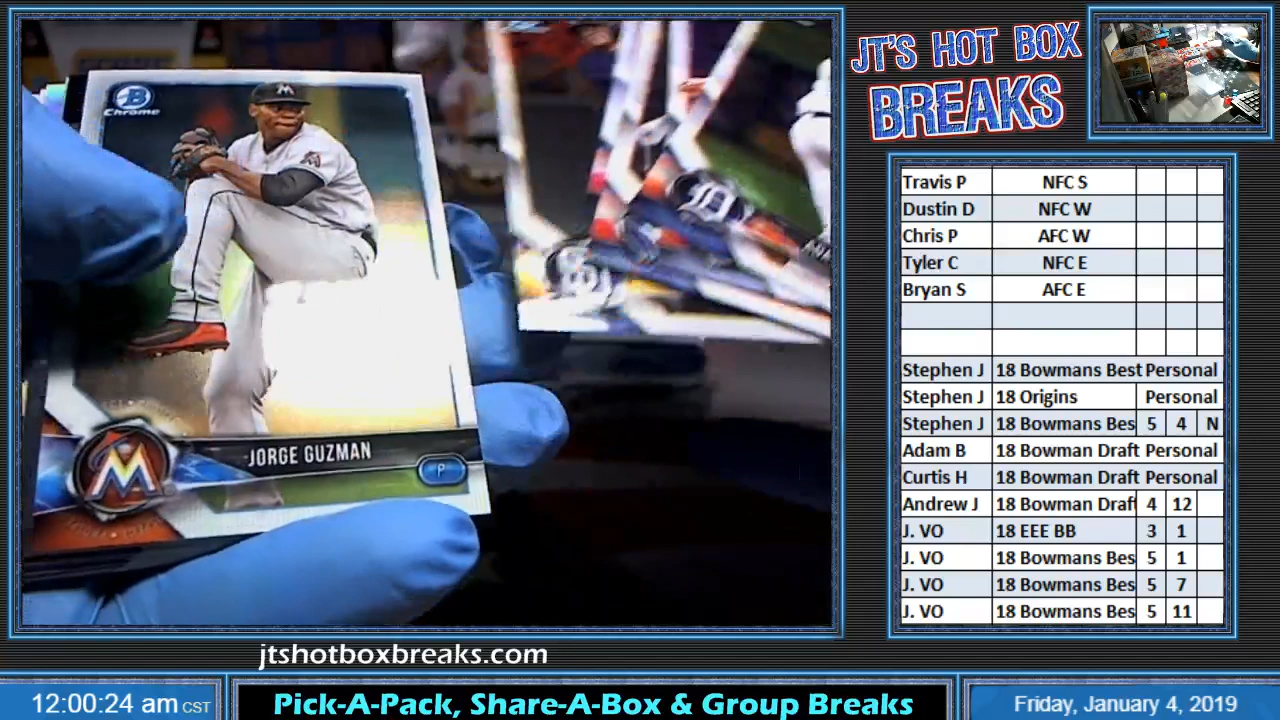 B
Chrome
M
JORGE GUZMAN
P
M
D
JT'S HOT BOX
BREAKS
Travis P NFC S
Dustin D NFC W
Chris P AFC W
Tyler C NFC E
Bryan S AFC E
Stephen J 18 Bowmans Best Personal
Stephen J 18 Origins Personal
Stephen J 18 Bowmans Bes 5 4 N
Adam B 18 Bowman Draft Personal
Curtis H 18 Bowman Draft Personal
Andrew J 18 Bowman Draft 4 12
J. VO 18 EEE BB 3 1
J. VO 18 Bowmans Bes 5 1
J. VO 18 Bowmans Bes 5 7
J. VO 18 Bowmans Bes 5 11
jtshotboxbreaks.com
12:00:24 am CST
Pick-A-Pack, Share-A-Box & Group Breaks
Friday, January 4, 2019